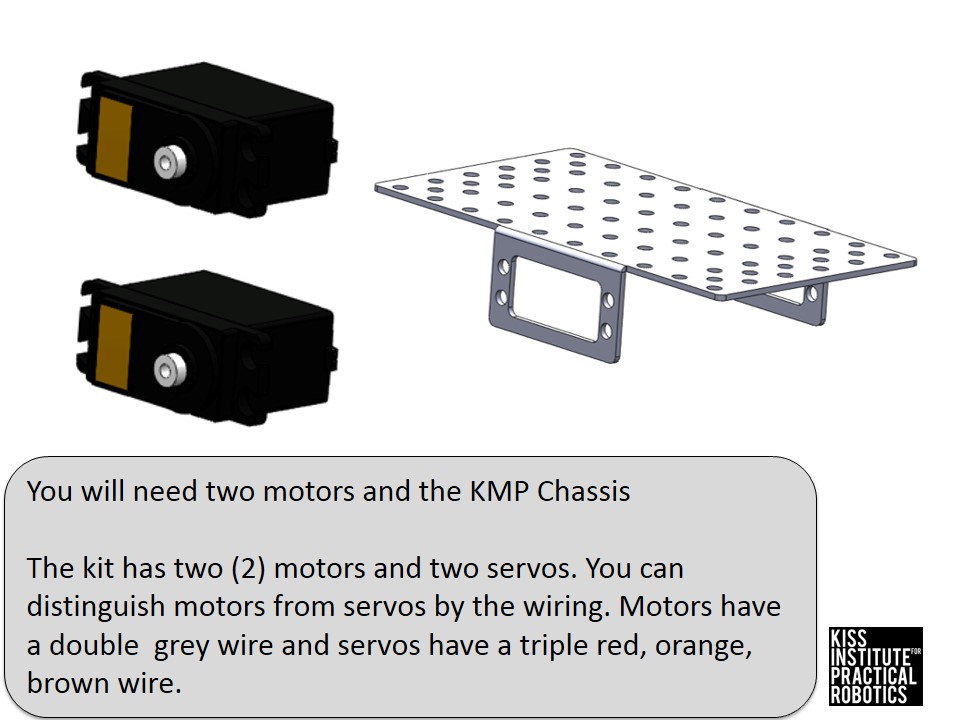 You will need two motors and the KMP Chassis
The kit has two (2) motors and two servos. You can
distinguish motors from servos by the wiring. Motors have
a double  grey wire and servos have a triple red, orange,
brown wire.
KISS
INSTITUTE FOR
PRACTICAL
ROBOTICS